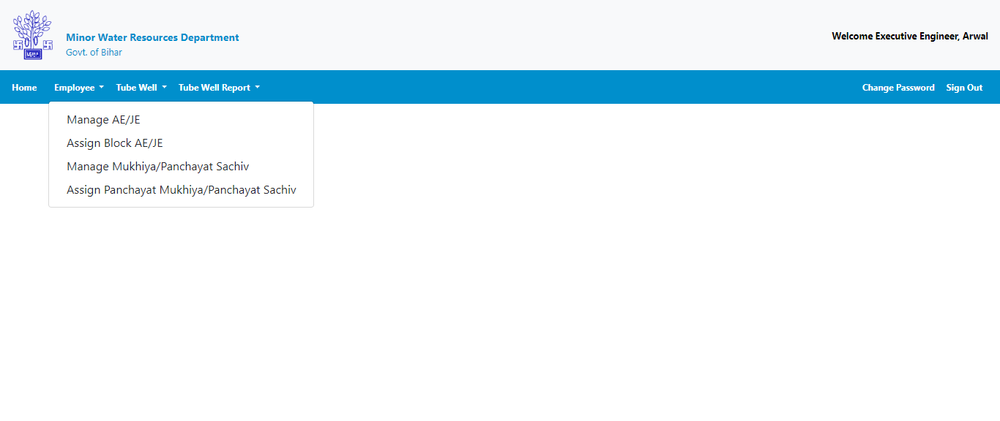 Minor Water Resources Department
Govt. of Bihar
Welcome Executive Engineer, Arwal
Home Employee Tube Well Tube Well Report Change Password Sign Out
Manage AE/JE
Assign Block AE/JE
Manage Mukhiya/Panchayat Sachiv
Assign Panchayat Mukhiya/Panchayat Sachiv